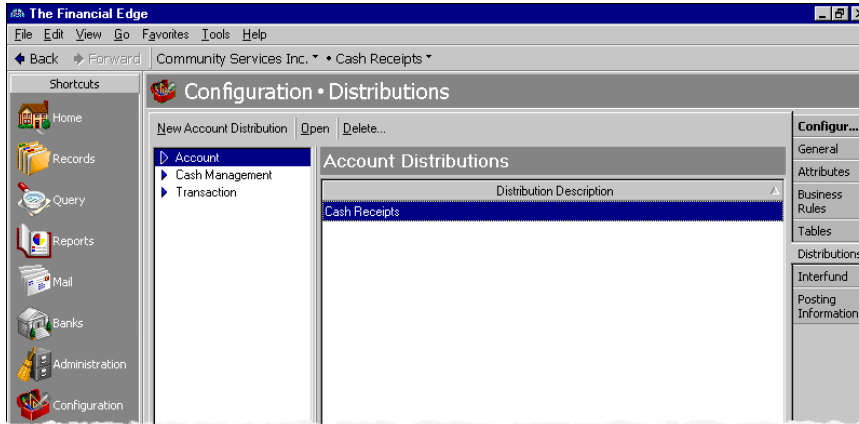 The Financial Edge
File Edit View Go Favorites Tools Help
Back Forward Community Services Inc. • Cash Receipts
Shortcuts
Home
Records
Query
Reports
Mail
Banks
Administration
Configuration
Configuration • Distributions
New Account Distribution Open Delete...
Account
Cash Management
Transaction
Account Distributions
Distribution Description
Cash Receipts
Configur...
General
Attributes
Business
Rules
Tables
Distributions
Interfund
Posting
Information